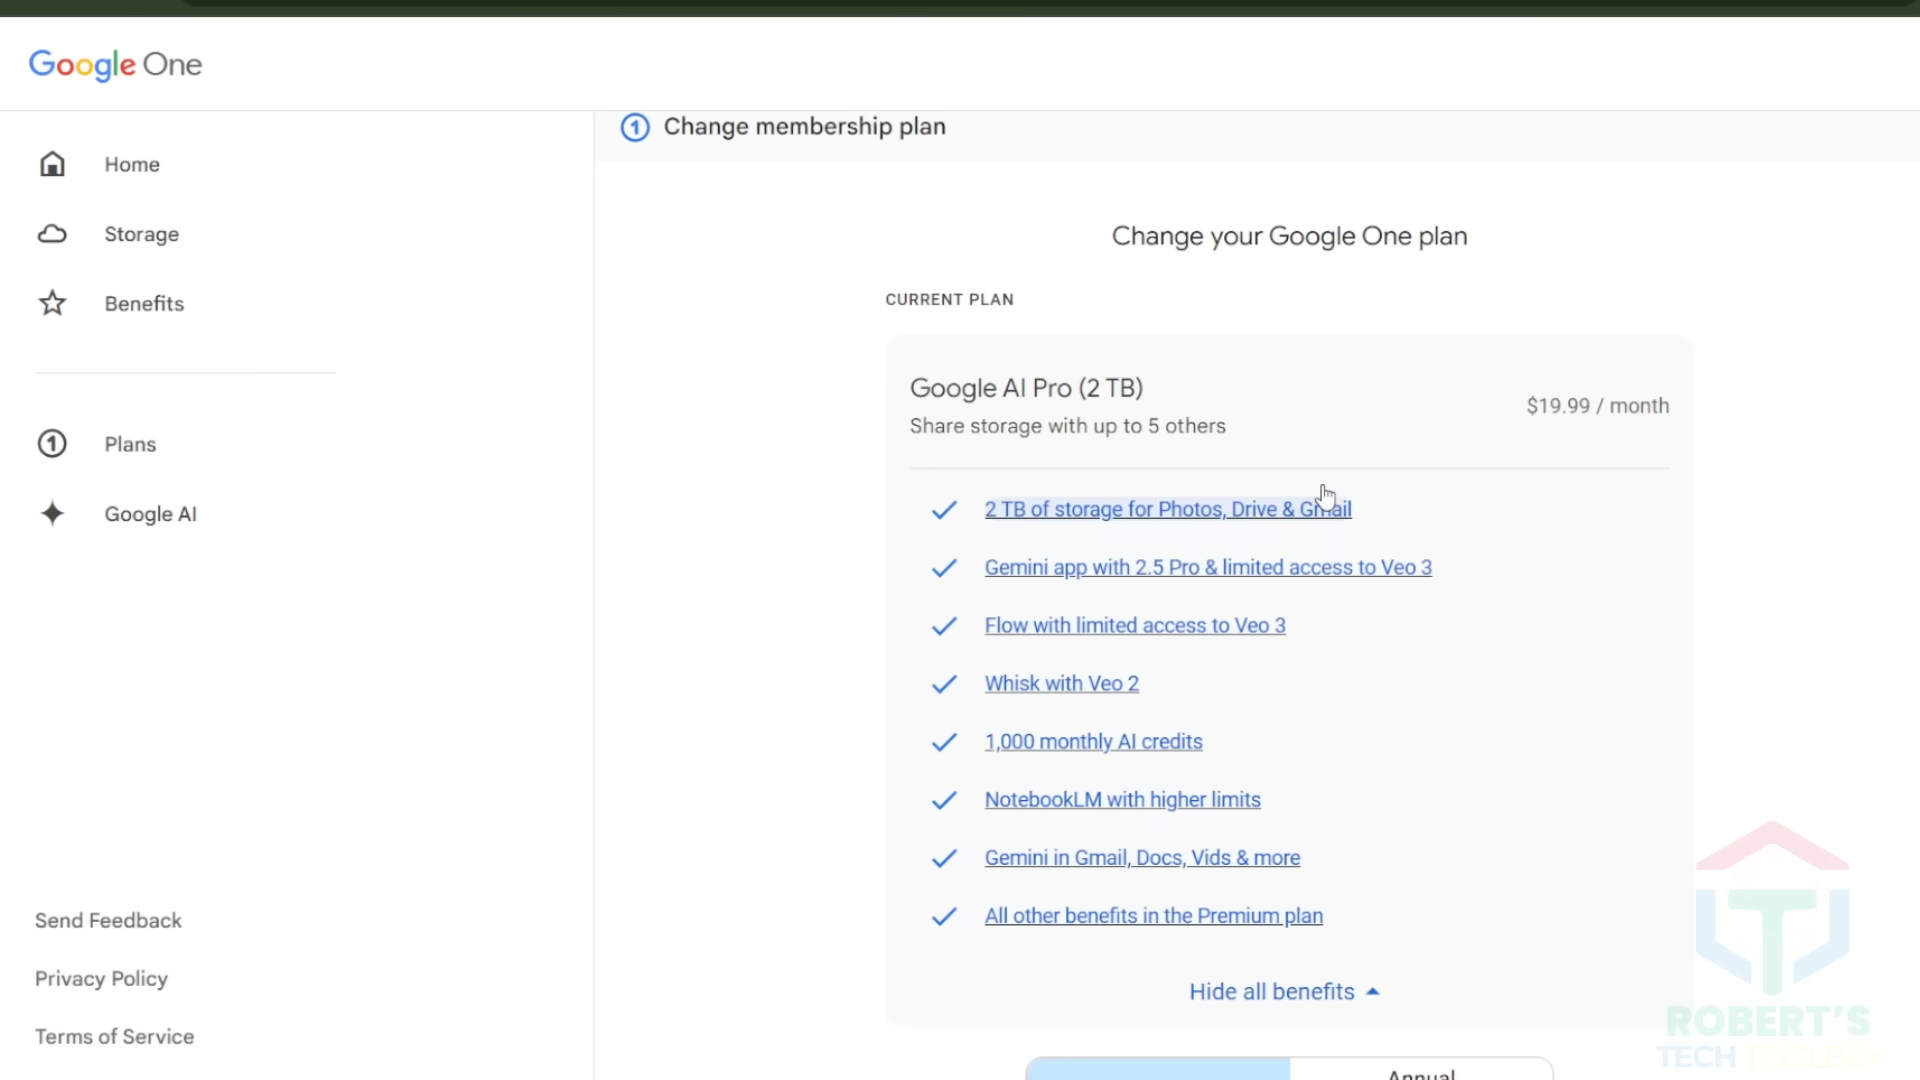 Google One
Change membership plan
Home
Storage
Benefits
Plans
Google AI
Send Feedback
Privacy Policy
Terms of Service
Change your Google One plan
CURRENT PLAN
Google AI Pro (2 TB)
Share storage with up to 5 others
$19.99 / month
2 TB of storage for Photos, Drive & Gmail
Gemini app with 2.5 Pro & limited access to Veo 3
Flow with limited access to Veo 3
Whisk with Veo 2
1,000 monthly AI credits
NotebookLM with higher limits
Gemini in Gmail, Docs, Vids & more
All other benefits in the Premium plan
Hide all benefits
Annual
ROBERT'S
TECH TOOLBOX